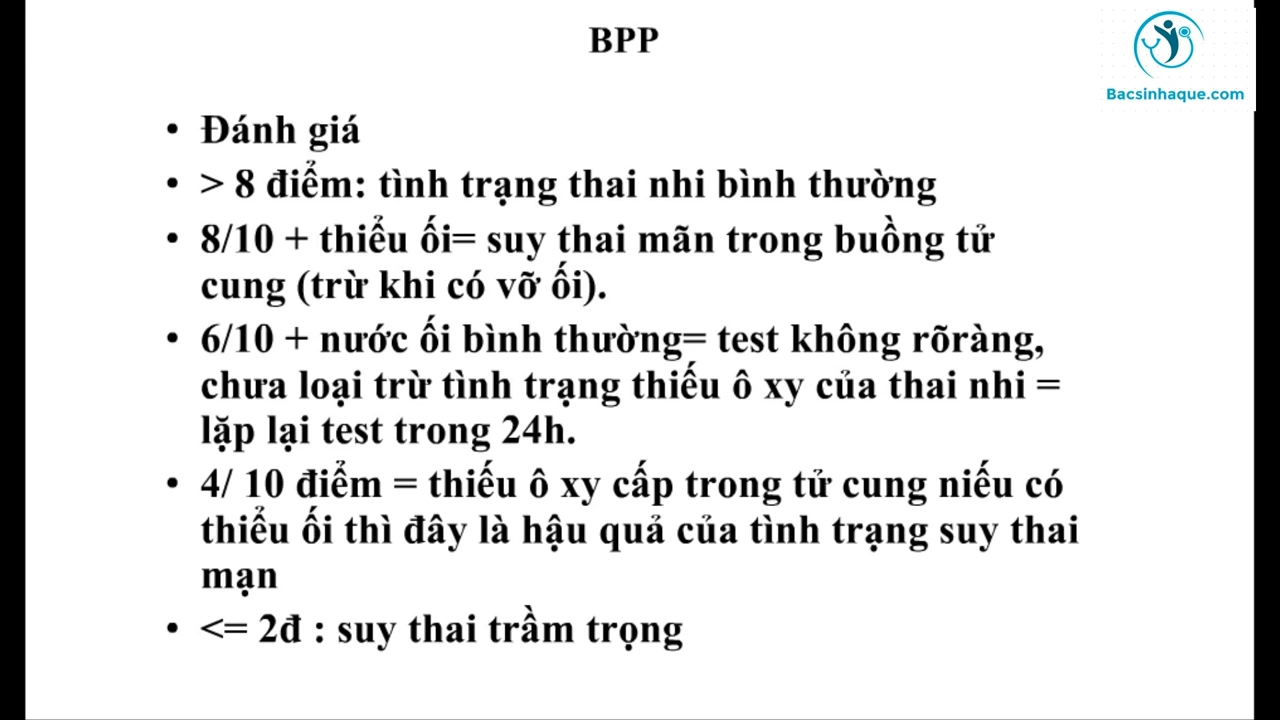 BPP
Bacsinhaque.com
• Đánh giá
• > 8 điểm: tình trạng thai nhi bình thường
• 8/10 + thiểu ối= suy thai mãn trong buồng tử
cung (trừ khi có vỡ ối).
• 6/10 + nước ối bình thường= test không rõràng,
chưa loại trừ tình trạng thiếu ô xy của thai nhi =
lặp lại test trong 24h.
• 4/ 10 điểm = thiếu ô xy cấp trong tử cung niếu có
thiểu ối thì đây là hậu quả của tình trạng suy thai
mạn
• <= 2đ : suy thai trầm trọng